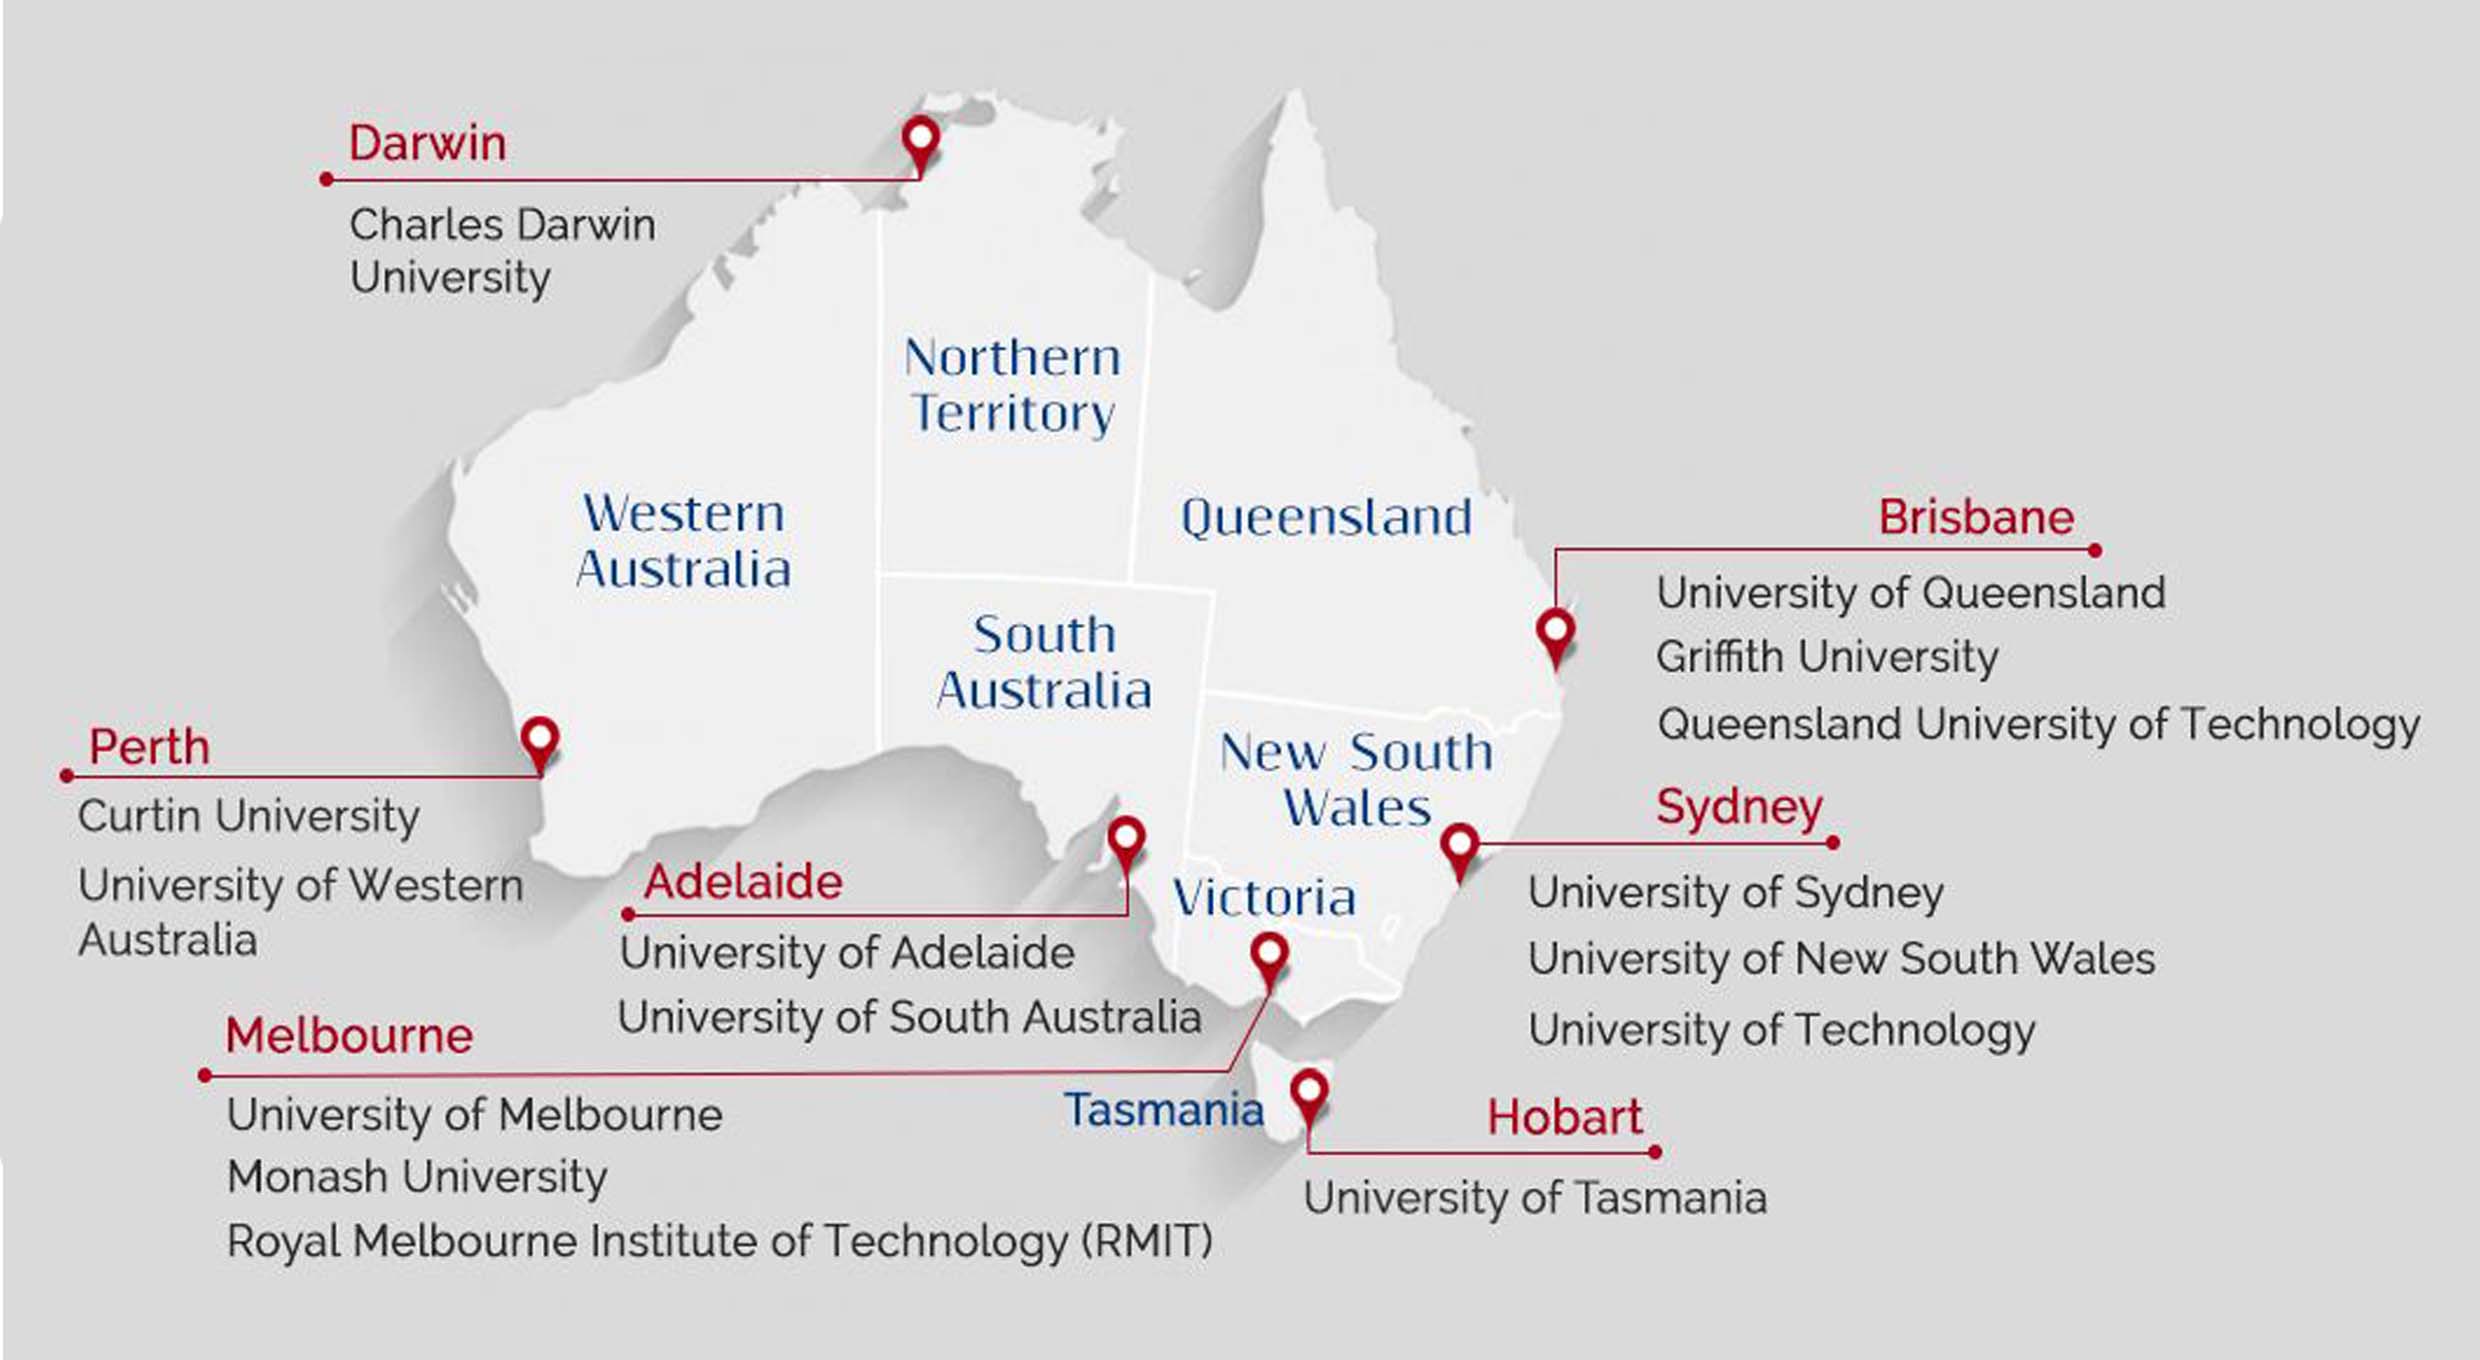 Darwin
Charles Darwin
University
Northern
Territory
Western
Australia
Queensland
South
Australia
New South
Wales
Victoria
Tasmania
Brisbane
University of Queensland
Griffith University
Queensland University of Technology
Sydney
University of Sydney
University of New South Wales
University of Technology
Perth
Curtin University
University of Western
Australia
Adelaide
University of Adelaide
University of South Australia
Melbourne
University of Melbourne
Monash University
Royal Melbourne Institute of Technology (RMIT)
Hobart
University of Tasmania